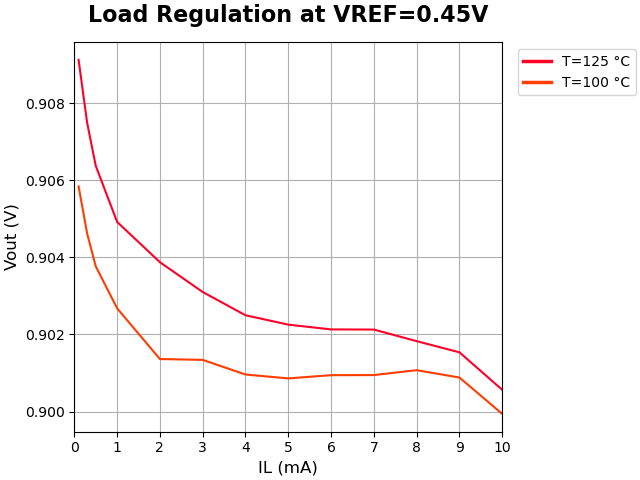 Load Regulation at VREF=0.45V
T=125 °C
T=100 °C
Vout (V)
0.908
0.906
0.904
0.902
0.900
0 1 2 3 4 5 6 7 8 9 10
IL (mA)